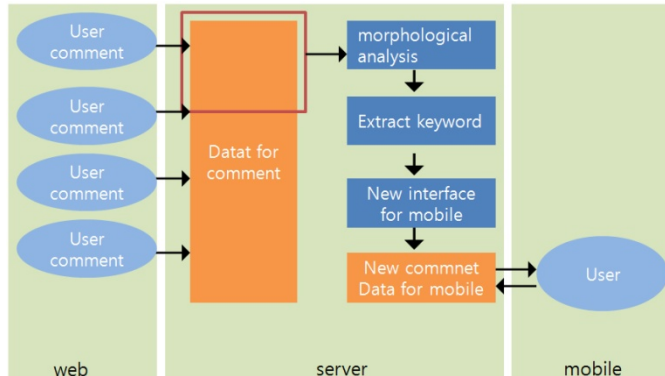 User
comment
User
comment
User
comment
User
comment
Datat for
comment
morphological
analysis
Extract keyword
New interface
for mobile
New commnet
Data for mobile
User
web
server
mobile